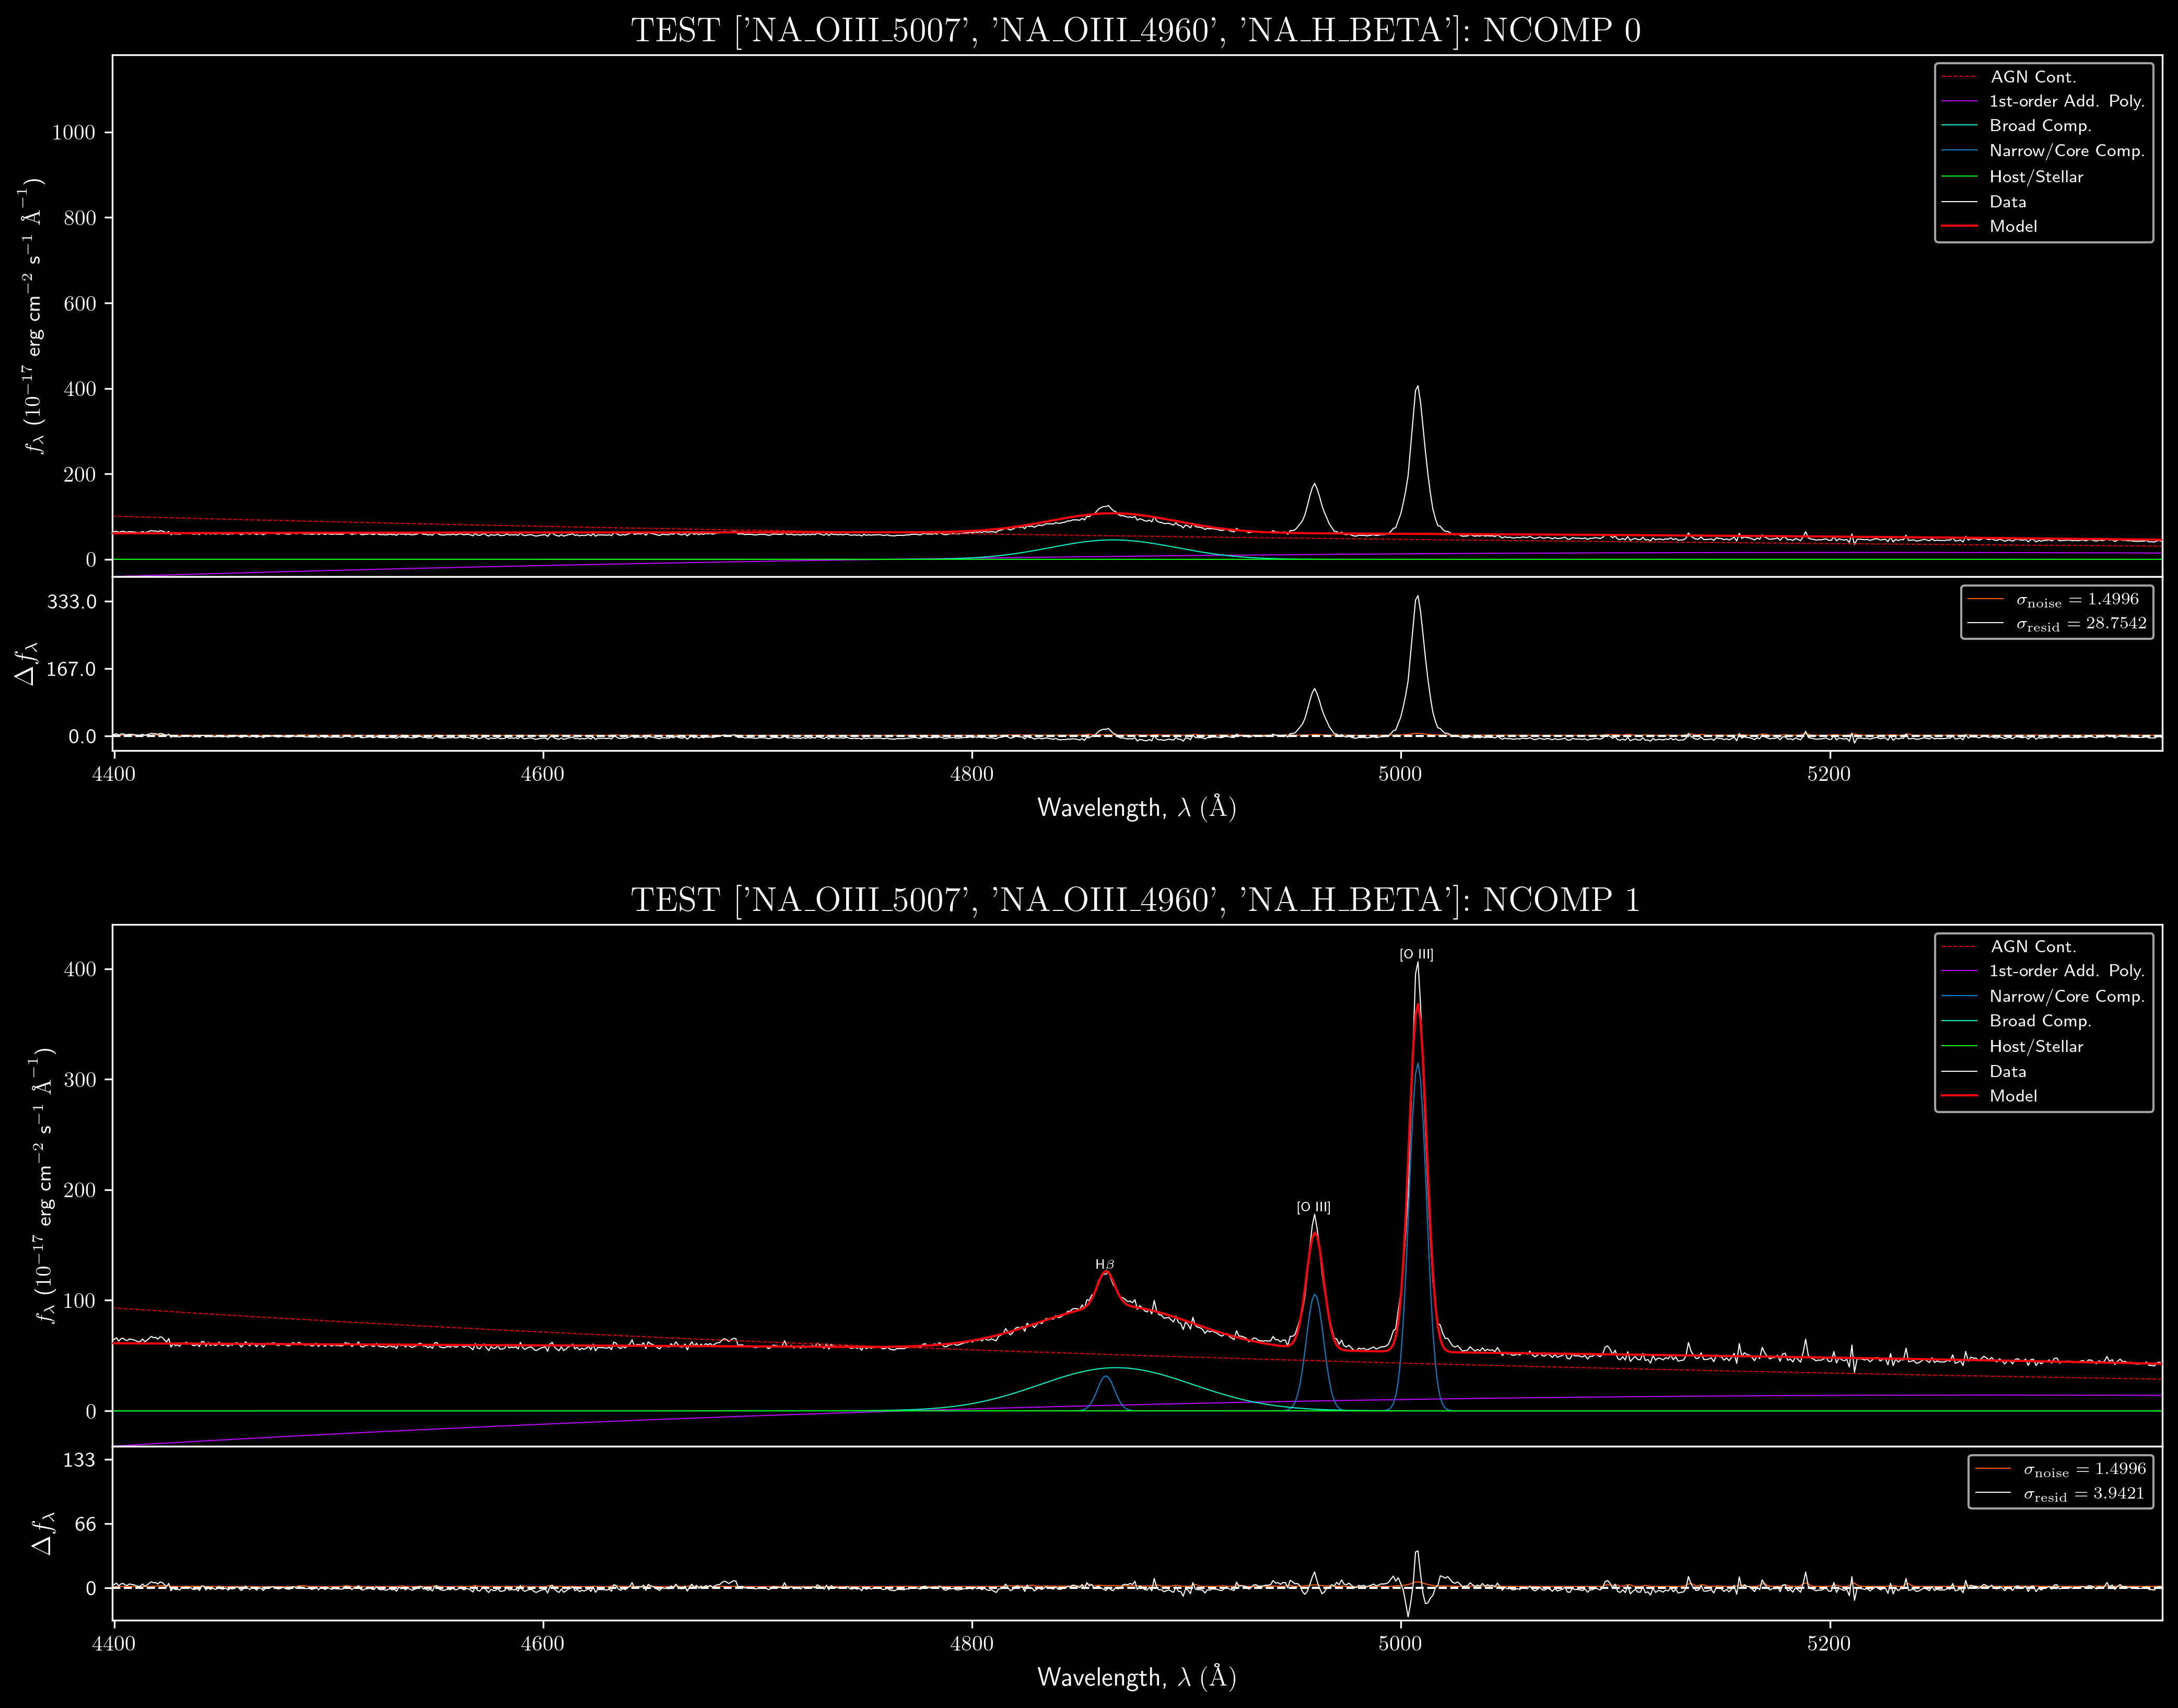 TEST ['NA_OIII_5007', 'NA_OIII_4960', 'NA_H_BETA']: NCOMP 0
AGN Cont.
1st-order Add. Poly.
Broad Comp.
Narrow/Core Comp.
Host/Stellar
Data
Model
1000
800
600
400
200
0
fλ (10⁻¹⁷ erg cm⁻² s⁻¹ Å⁻¹)
σnoise = 1.4996
σresid = 28.7542
333.0
167.0
0.0
Δfλ
4400 4600 4800 5000 5200
Wavelength, λ (Å)
TEST ['NA_OIII_5007', 'NA_OIII_4960', 'NA_H_BETA']: NCOMP 1
AGN Cont.
1st-order Add. Poly.
Narrow/Core Comp.
Broad Comp.
Host/Stellar
Data
Model
[O III]
[O III]
Hβ
400
300
200
100
0
fλ (10⁻¹⁷ erg cm⁻² s⁻¹ Å⁻¹)
σnoise = 1.4996
σresid = 3.9421
133
66
0
Δfλ
4400 4600 4800 5000 5200
Wavelength, λ (Å)